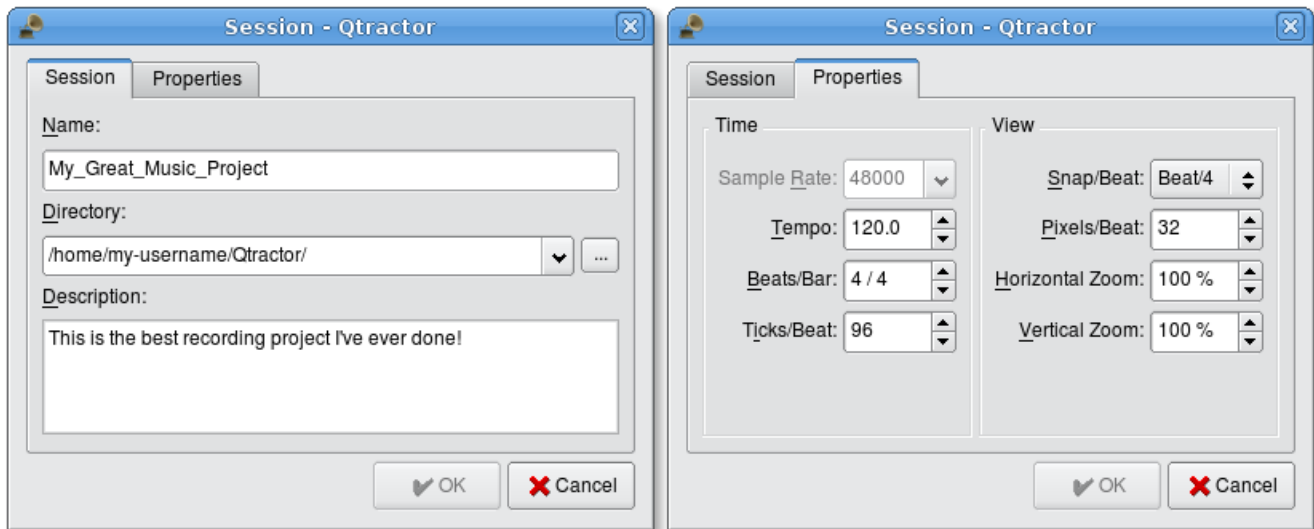 Session - Qtractor
Session Properties
Name:
My_Great_Music_Project
Directory:
/home/my-username/Qtractor/
...
Description:
This is the best recording project I've ever done!
OK Cancel
Session - Qtractor
Session Properties
Time
Sample Rate: 48000
Tempo: 120.0
Beats/Bar: 4 / 4
Ticks/Beat: 96
View
Snap/Beat: Beat/4
Pixels/Beat: 32
Horizontal Zoom: 100 %
Vertical Zoom: 100 %
OK Cancel